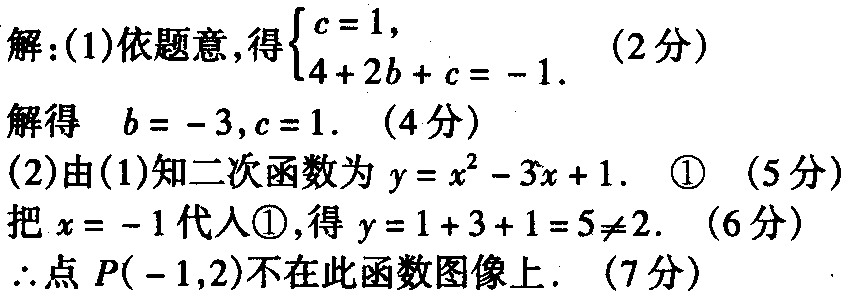 解:(1)依题意,得{c=1, 4+2b+c=-1. (2分)
解得 b=-3,c=1. (4分)
(2)由(1)知二次函数为 y=x²-3x+1. ① (5分)
把 x=-1代入①,得 y=1+3+1=5≠2. (6分)
∴点 P(-1,2)不在此函数图像上. (7分)